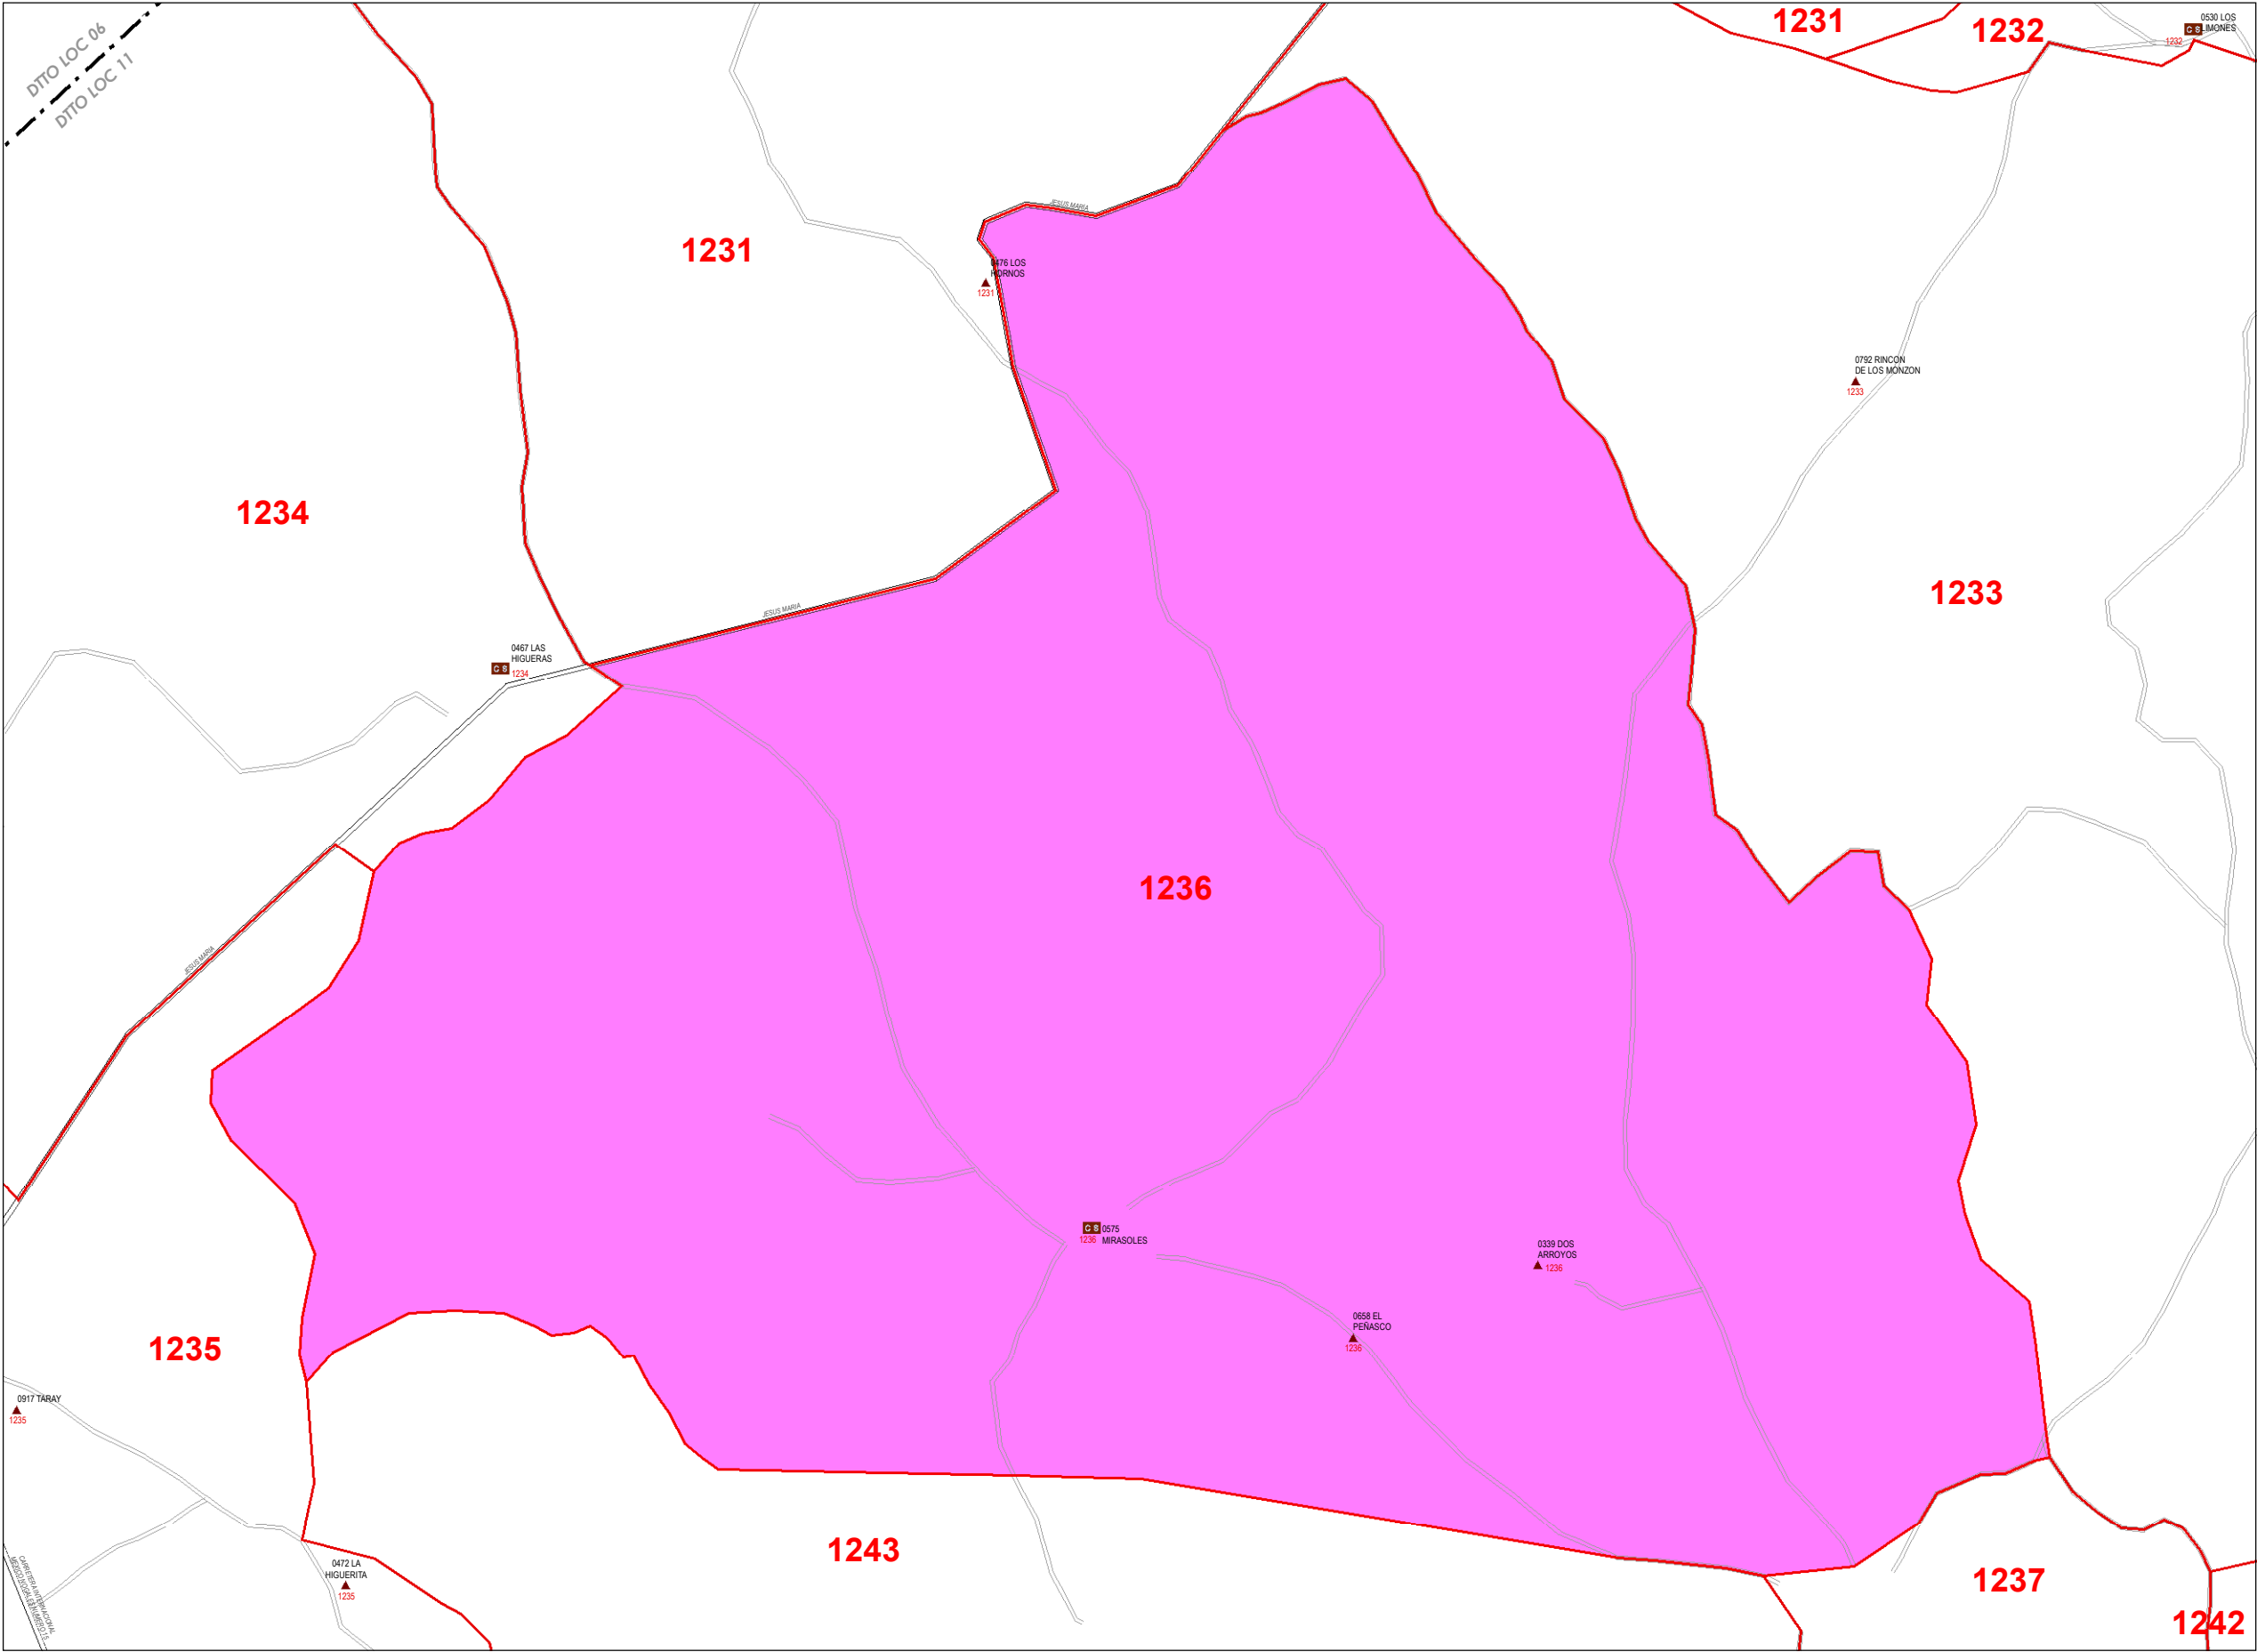 DTTO LOC 06
DTTO LOC 11
1231
1232
C S
0530 LOS
LIMONES
1232
JESUS MARIA
1231
0476 LOS
HORNOS
1231
0792 RINCON
DE LOS MONZON
1233
1234
1233
JESUS MARIA
0467 LAS
HIGUERAS
C S
1234
1236
JESUS MARIA
C S
0575
MIRASOLES
1236
0339 DOS
ARROYOS
1236
0658 EL
PEÑASCO
1236
1235
0917 TARAY
1235
1243
0472 LA
HIGUERITA
1235
1237
1242
CARRETERA INTERNACIONAL